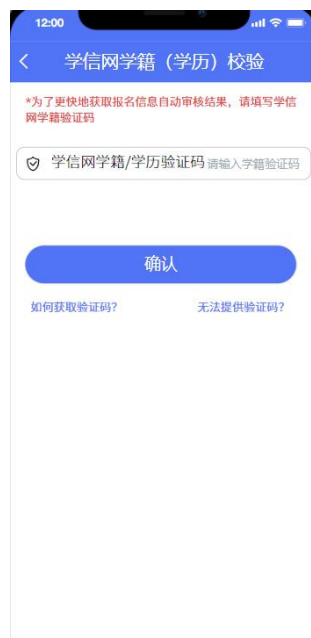 12:00
学信网学籍（学历）校验
*为了更快地获取报名信息自动审核结果，请填写学信
网学籍验证码
学信网学籍/学历验证码 请输入学籍验证码
确认
如何获取验证码? 无法提供验证码?